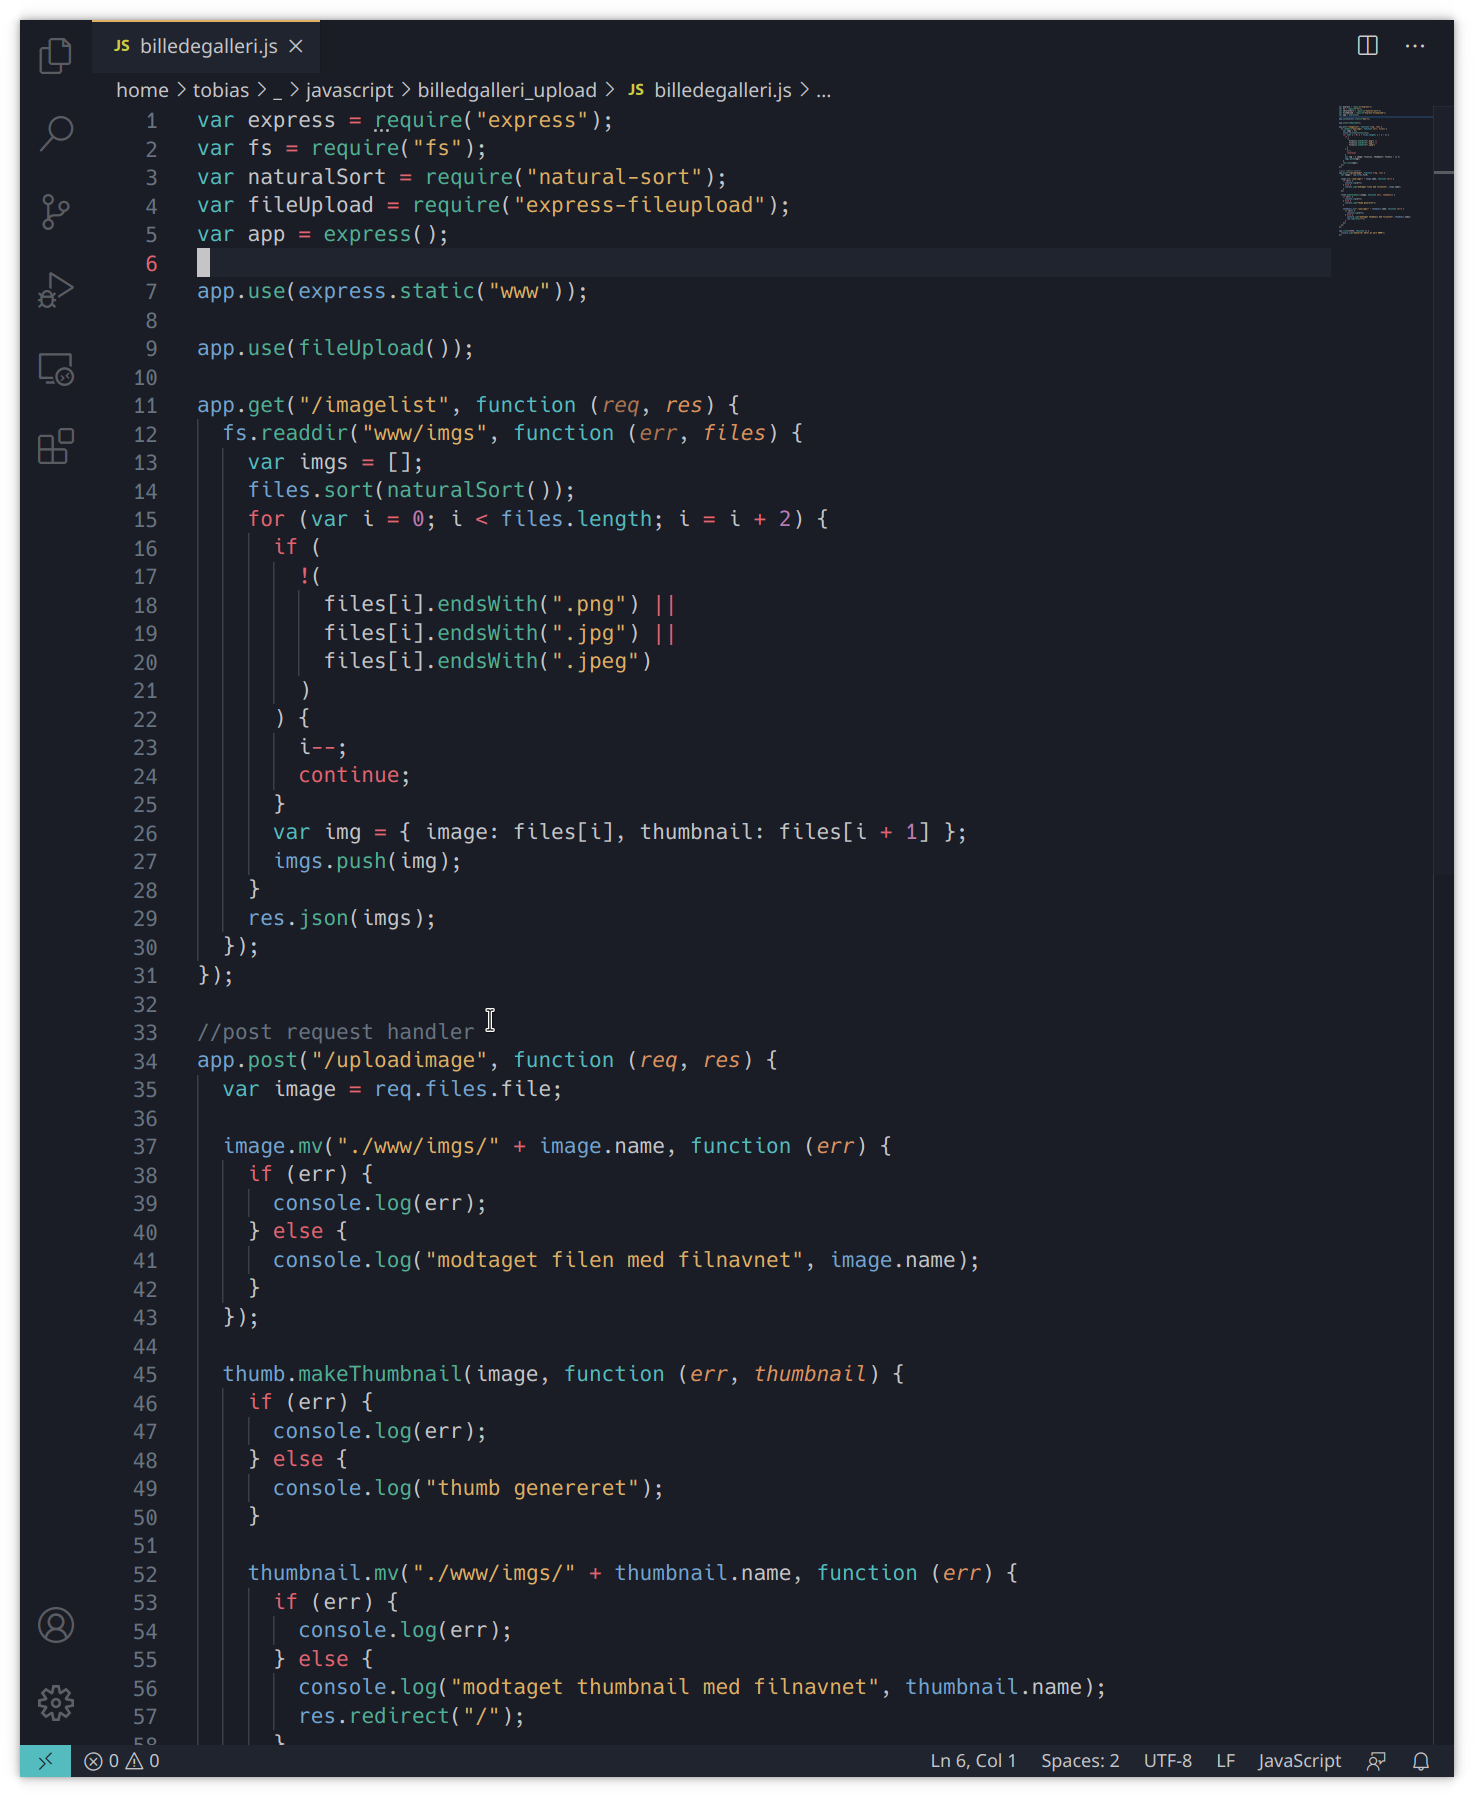 JS billedegalleri.js
home > tobias > _ > javascript > billedgalleri_upload > JS billedegalleri.js > ...
1 var express = require("express");
2 var fs = require("fs");
3 var naturalSort = require("natural-sort");
4 var fileUpload = require("express-fileupload");
5 var app = express();
6
7 app.use(express.static("www"));
8
9 app.use(fileUpload());
10
11 app.get("/imagelist", function (req, res) {
12   fs.readdir("www/imgs", function (err, files) {
13     var imgs = [];
14     files.sort(naturalSort());
15     for (var i = 0; i < files.length; i = i + 2) {
16       if (
17         !(
18           files[i].endsWith(".png") ||
19           files[i].endsWith(".jpg") ||
20           files[i].endsWith(".jpeg")
21         )
22       ) {
23         i--;
24         continue;
25       }
26       var img = { image: files[i], thumbnail: files[i + 1] };
27       imgs.push(img);
28     }
29     res.json(imgs);
30   });
31 });
32
33 //post request handler
34 app.post("/uploadimage", function (req, res) {
35   var image = req.files.file;
36
37   image.mv("./www/imgs/" + image.name, function (err) {
38     if (err) {
39       console.log(err);
40     } else {
41       console.log("modtaget filen med filnavnet", image.name);
42     }
43   });
44
45   thumb.makeThumbnail(image, function (err, thumbnail) {
46     if (err) {
47       console.log(err);
48     } else {
49       console.log("thumb genereret");
50     }
51
52     thumbnail.mv("./www/imgs/" + thumbnail.name, function (err) {
53       if (err) {
54         console.log(err);
55       } else {
56         console.log("modtaget thumbnail med filnavnet", thumbnail.name);
57         res.redirect("/");
58       }
0 0 Ln 6, Col 1 Spaces: 2 UTF-8 LF JavaScript